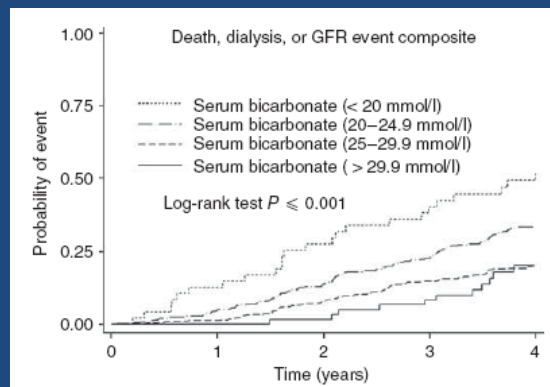 Death, dialysis, or GFR event composite
1.00
0.75
0.50
0.25
0.00
Probability of event
Serum bicarbonate (< 20 mmol/l)
Serum bicarbonate (20–24.9 mmol/l)
Serum bicarbonate (25–29.9 mmol/l)
Serum bicarbonate ( > 29.9 mmol/l)
Log-rank test P ⩽ 0.001
0 1 2 3 4
Time (years)